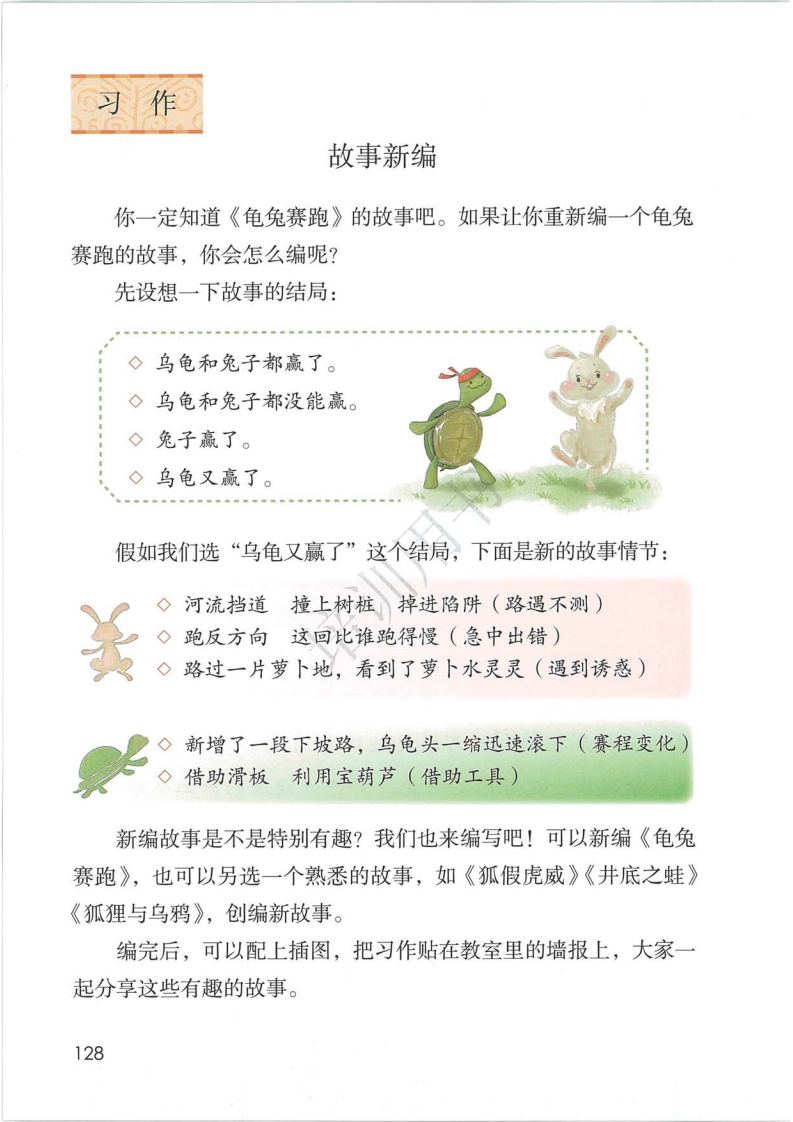 习 作
故事新编
你一定知道《龟兔赛跑》的故事吧。如果让你重新编一个龟兔
赛跑的故事，你会怎么编呢？
先设想一下故事的结局：
◇ 乌龟和兔子都赢了。
◇ 乌龟和兔子都没能赢。
◇ 兔子赢了。
◇ 乌龟又赢了。
假如我们选“乌龟又赢了”这个结局，下面是新的故事情节：
◇ 河流挡道 撞上树桩 掉进陷阱（路遇不测）
◇ 跑反方向 这回比谁跑得慢（急中出错）
◇ 路过一片萝卜地，看到了萝卜水灵灵（遇到诱惑）
◇ 新增了一段下坡路，乌龟头一缩迅速滚下（赛程变化）
◇ 借助滑板 利用宝葫芦（借助工具）
新编故事是不是特别有趣？我们也来编写吧！可以新编《龟兔
赛跑》，也可以另选一个熟悉的故事，如《狐假虎威》《井底之蛙》
《狐狸与乌鸦》，创编新故事。
编完后，可以配上插图，把习作贴在教室里的墙报上，大家一
起分享这些有趣的故事。
128
培训用书